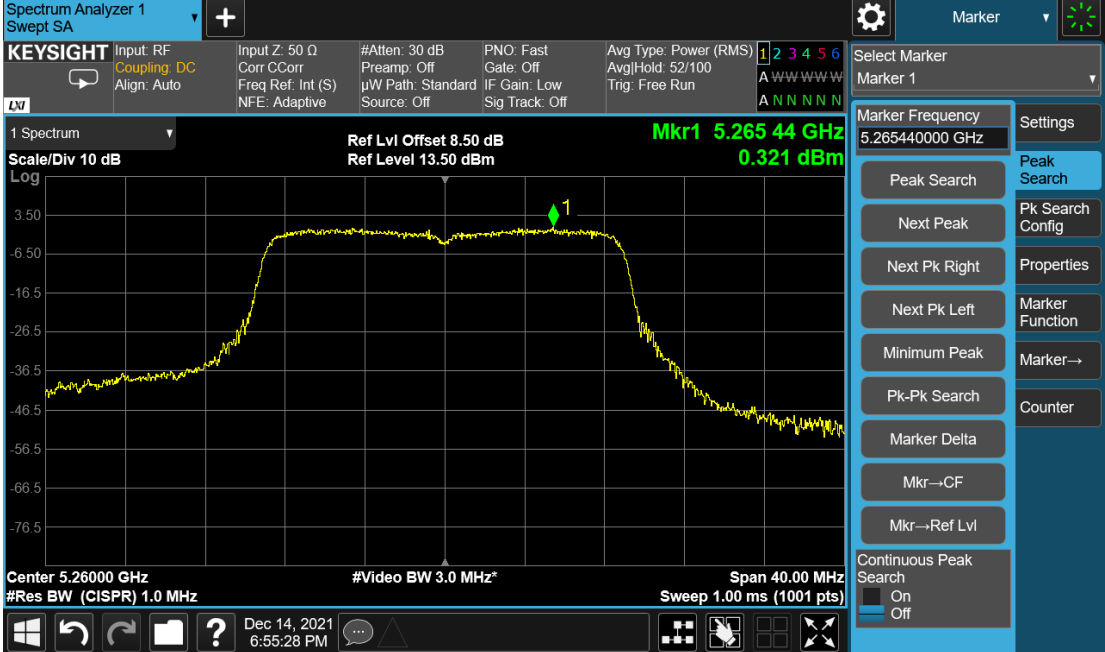 Spectrum Analyzer 1
Swept SA
Marker
KEYSIGHT
LXI
Input: RF
Coupling: DC
Align: Auto
Input Z: 50 Ω
Corr CCorr
Freq Ref: Int (S)
NFE: Adaptive
#Atten: 30 dB
Preamp: Off
µW Path: Standard
Source: Off
PNO: Fast
Gate: Off
IF Gain: Low
Sig Track: Off
Avg Type: Power (RMS)
Avg|Hold: 52/100
Trig: Free Run
1 2 3 4 5 6
A W W W W W
A N N N N N
1 Spectrum
Scale/Div 10 dB
Log
Ref Lvl Offset 8.50 dB
Ref Level 13.50 dBm
Mkr1 5.265 44 GHz
0.321 dBm
1
3.50
-6.50
-16.5
-26.5
-36.5
-46.5
-56.5
-66.5
-76.5
Center 5.26000 GHz
#Res BW (CISPR) 1.0 MHz
#Video BW 3.0 MHz*
Span 40.00 MHz
Sweep 1.00 ms (1001 pts)
Dec 14, 2021
6:55:28 PM
Select Marker
Marker 1
Marker Frequency
5.265440000 GHz
Peak Search
Next Peak
Next Pk Right
Next Pk Left
Minimum Peak
Pk-Pk Search
Marker Delta
Mkr→CF
Mkr→Ref Lvl
Continuous Peak
Search
On
Off
Settings
Peak
Search
Pk Search
Config
Properties
Marker
Function
Marker→
Counter